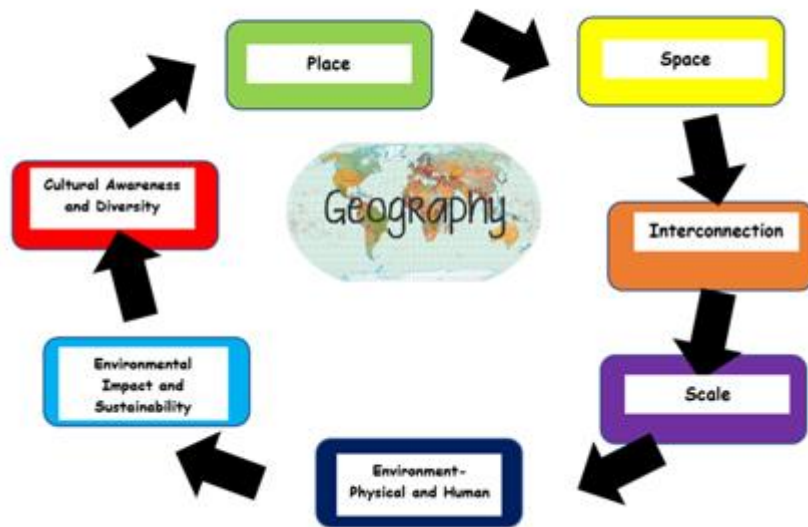 Place
Space
Cultural Awareness
and Diversity
Geography
Interconnection
Environmental
Impact and
Sustainability
Scale
Environment-
Physical and Human